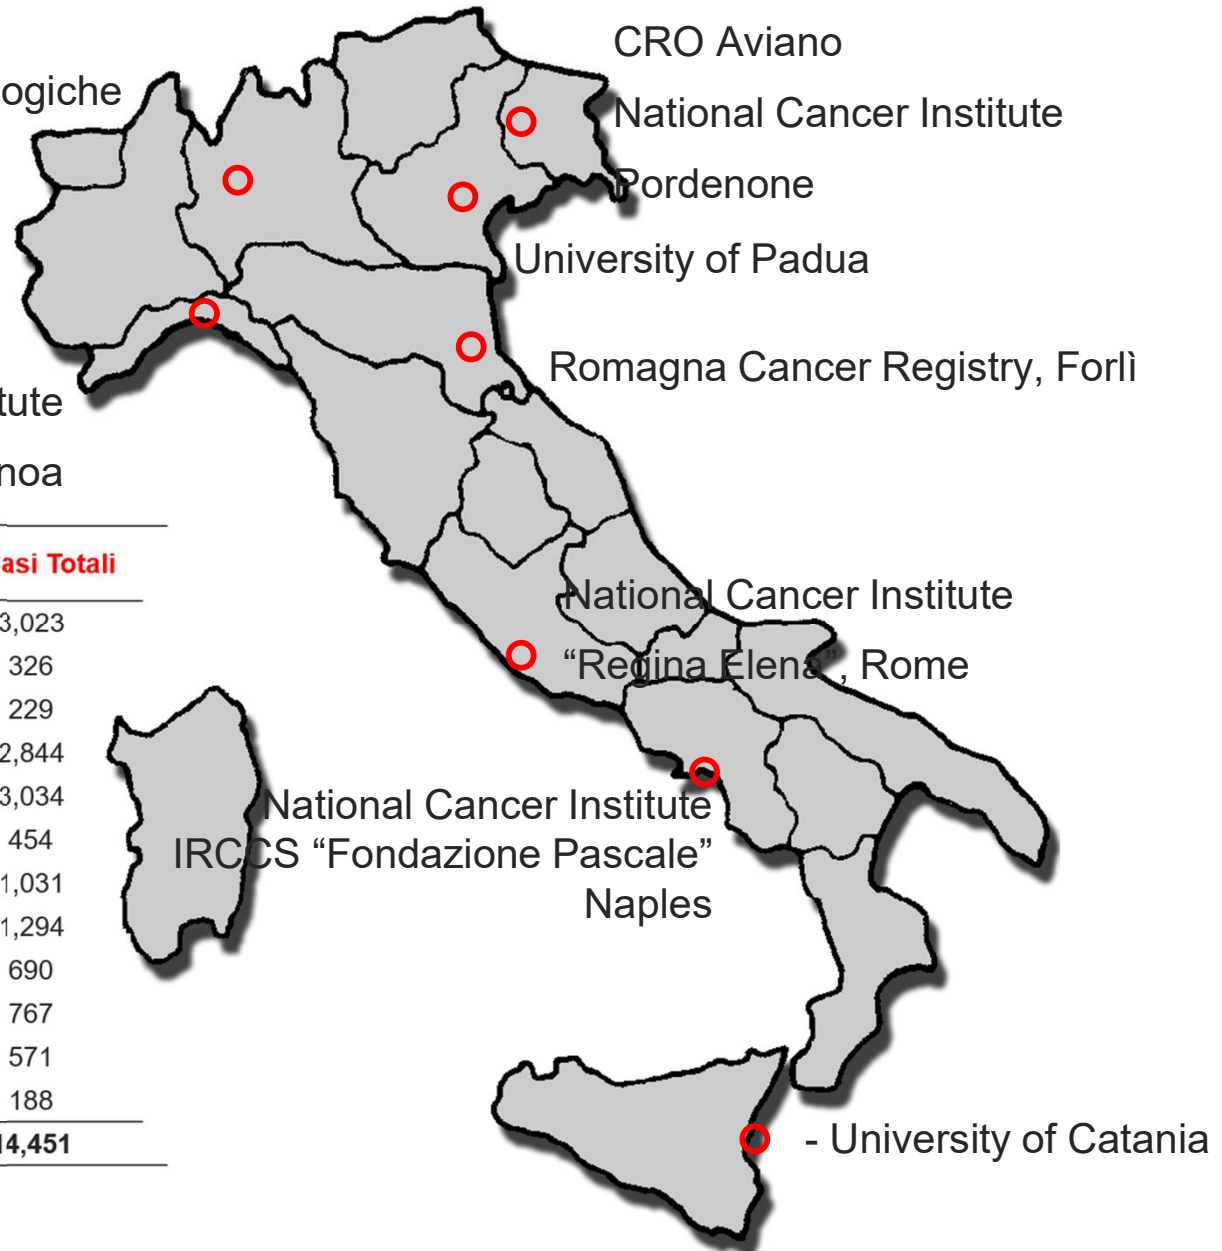 CRO Aviano
ogiche
National Cancer Institute
Pordenone
University of Padua
Romagna Cancer Registry, Forlì
tute
noa
asi Totali
3,023
326
229
2,844
3,034
454
1,031
1,294
690
767
571
188
14,451
National Cancer Institute
“Regina Elena”, Rome
National Cancer Institute
IRCCS “Fondazione Pascale”
Naples
- University of Catania